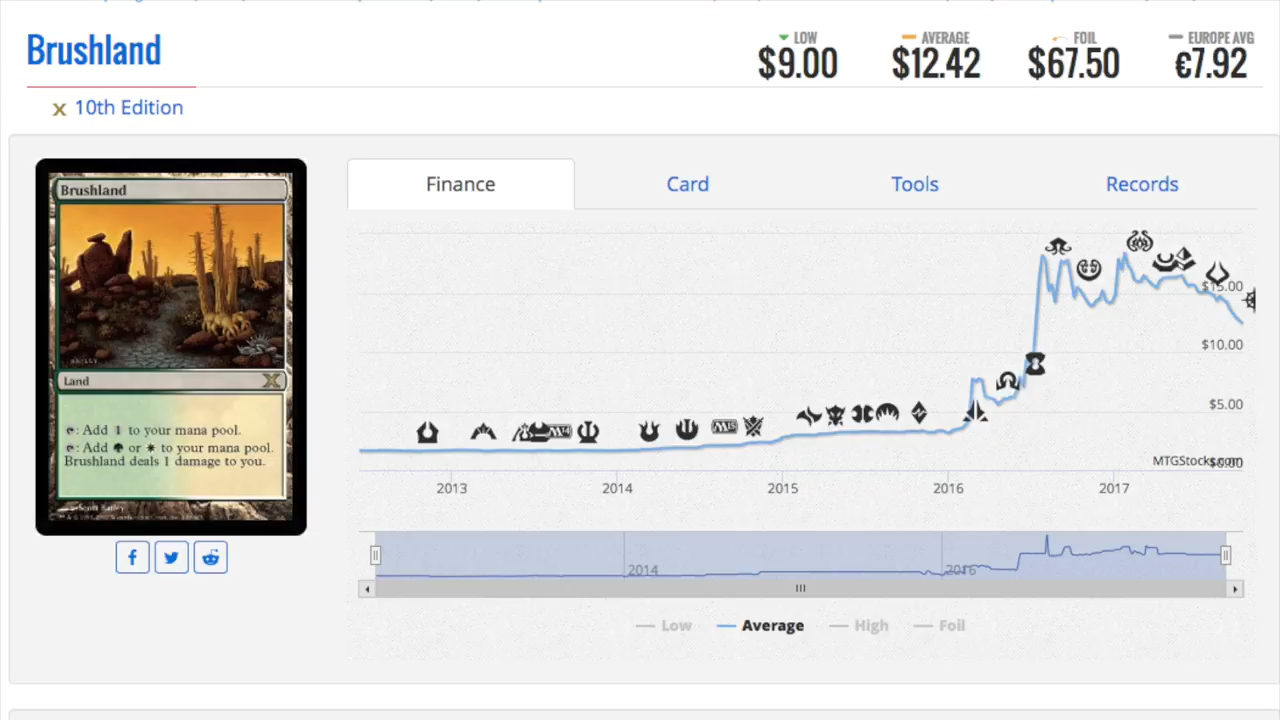 Brushland
LOW
$9.00
AVERAGE
$12.42
FOIL
$67.50
EUROPE AVG
€7.92
10th Edition
Brushland
Land
: Add 1 to your mana pool.
: Add or to your mana pool.
Brushland deals 1 damage to you.
Finance
Card
Tools
Records
$15.00
$10.00
$5.00
MTGStocks.com
$0.00
2013
2014
2015
2016
2017
2014
2016
Low
Average
High
Foil